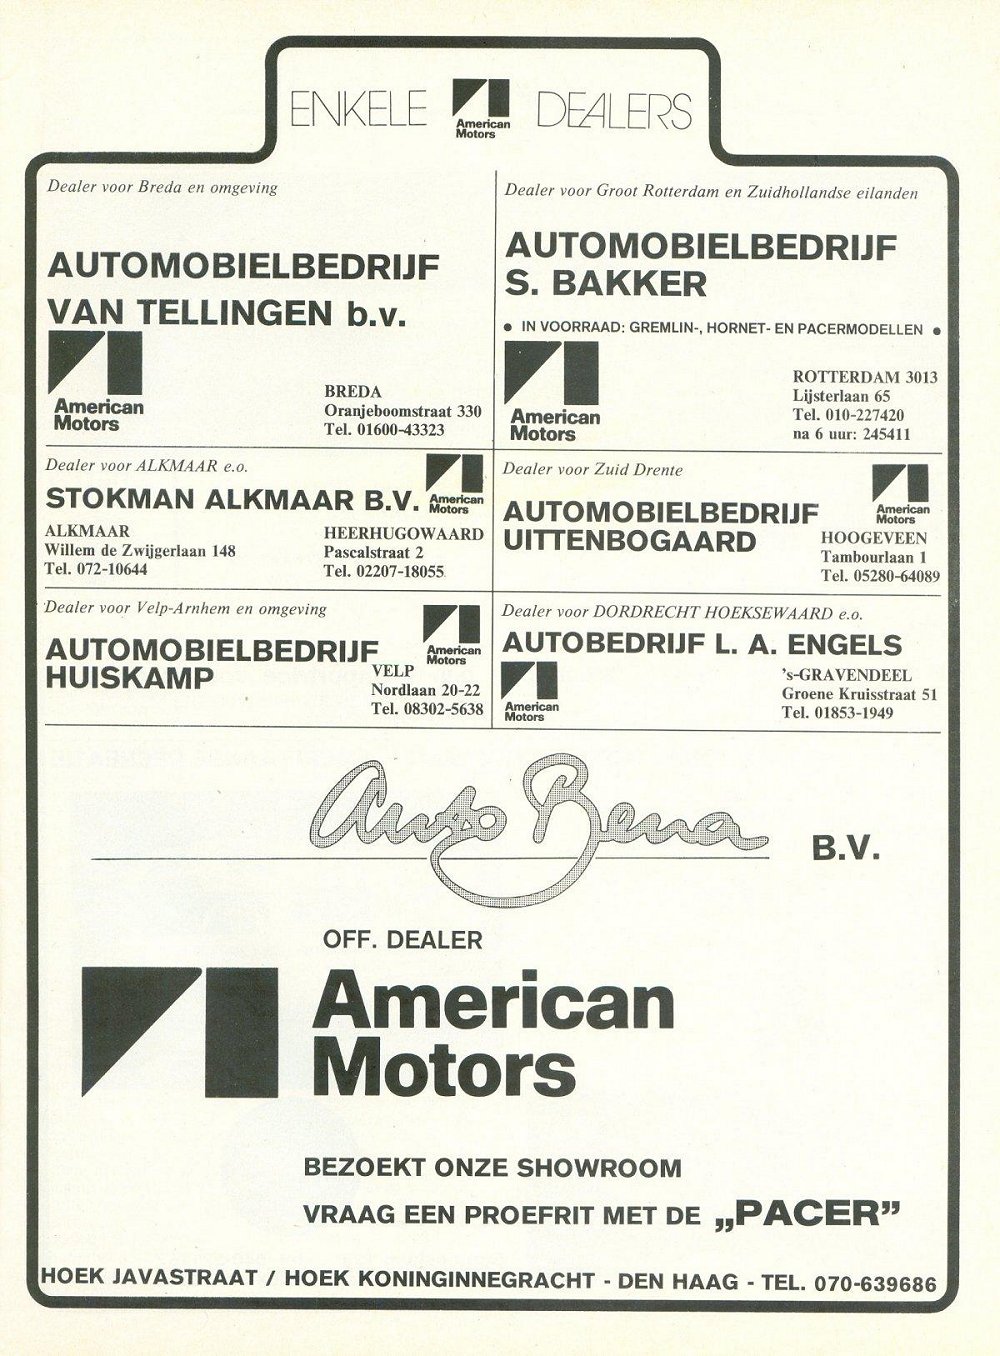 ENKELE American Motors DEALERS
Dealer voor Breda en omgeving
AUTOMOBIELBEDRIJF
VAN TELLINGEN b.v.
American
Motors
BREDA
Oranjeboomstraat 330
Tel. 01600-43323
Dealer voor Groot Rotterdam en Zuidhollandse eilanden
AUTOMOBIELBEDRIJF
S. BAKKER
• IN VOORRAAD: GREMLIN-, HORNET- EN PACERMODELLEN •
American
Motors
ROTTERDAM 3013
Lijsterlaan 65
Tel. 010-227420
na 6 uur: 245411
Dealer voor ALKMAAR e.o.
STOKMAN ALKMAAR B.V.
American
Motors
ALKMAAR
Willem de Zwijgerlaan 148
Tel. 072-10644
HEERHUGOWAARD
Pascalstraat 2
Tel. 02207-18055
Dealer voor Zuid Drente
AUTOMOBIELBEDRIJF
UITTENBOGAARD
American
Motors
HOOGEVEEN
Tambourlaan 1
Tel. 05280-64089
Dealer voor Velp-Arnhem en omgeving
AUTOMOBIELBEDRIJF
HUISKAMP
American
Motors
VELP
Nordlaan 20-22
Tel. 08302-5638
Dealer voor DORDRECHT HOEKSEWAARD e.o.
AUTOBEDRIJF L. A. ENGELS
American
Motors
's-GRAVENDEEL
Groene Kruisstraat 51
Tel. 01853-1949
Auto Bena B.V.
OFF. DEALER
American
Motors
BEZOEKT ONZE SHOWROOM
VRAAG EEN PROEFRIT MET DE „PACER”
HOEK JAVASTRAAT / HOEK KONINGINNEGRACHT - DEN HAAG - TEL. 070-639686